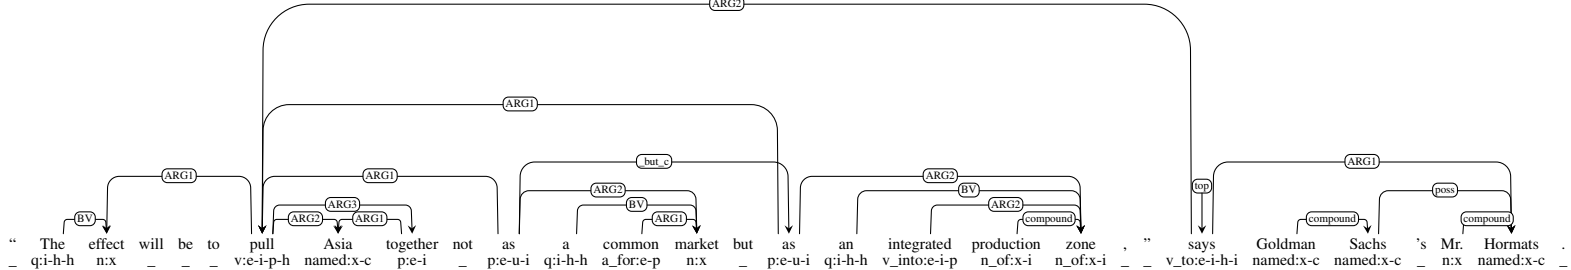 ARG2
ARG1
_but_c
ARG1 ARG1 ARG2 ARG2 BV top ARG1 poss
BV ARG3 ARG2 ARG1 BV ARG1 ARG2 compound compound compound
“ The effect will be to pull Asia together not as a common market but as an integrated production zone , ” says Goldman Sachs 's Mr. Hormats .
_ q:i-h-h n:x _ _ _ v:e-i-p-h named:x-c p:e-i _ p:e-u-i q:i-h-h a_for:e-p n:x _ p:e-u-i q:i-h-h v_into:e-i-p n_of:x-i n_of:x-i _ _ v_to:e-i-h-i named:x-c named:x-c _ n:x named:x-c _